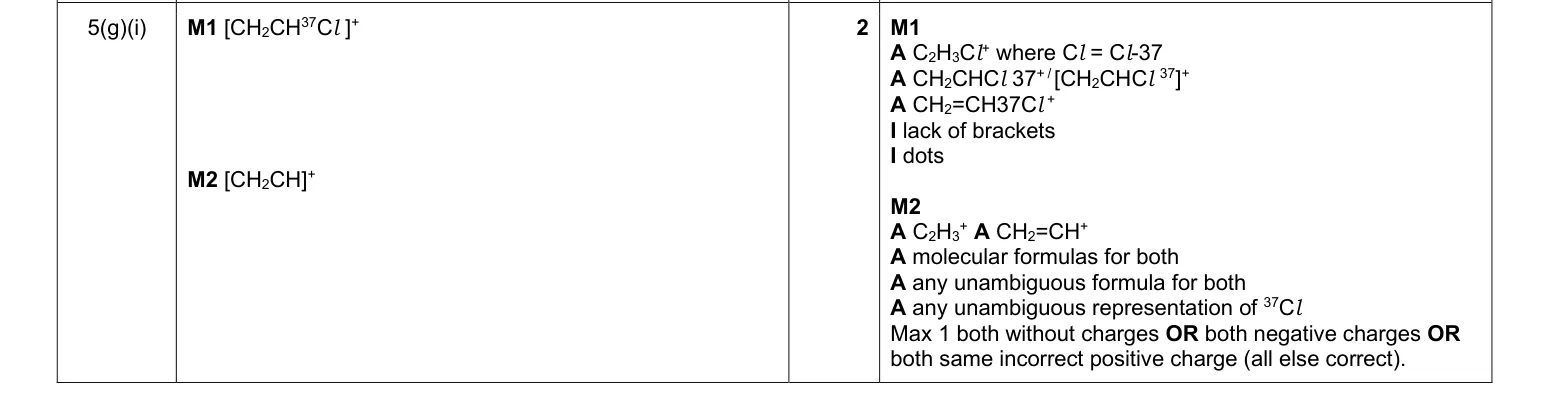 5(g)(i)
M1 [CH₂CH³⁷Cl]⁺
M2 [CH₂CH]⁺
2
M1
A C₂H₃Cl⁺ where Cl = Cl-37
A CH₂CHCl 37⁺ ᐟ[CH₂CHCl ³⁷]⁺
A CH₂=CH37Cl⁺
I lack of brackets
I dots
M2
A C₂H₃⁺ A CH₂=CH⁺
A molecular formulas for both
A any unambiguous formula for both
A any unambiguous representation of ³⁷Cl
Max 1 both without charges OR both negative charges OR
both same incorrect positive charge (all else correct).